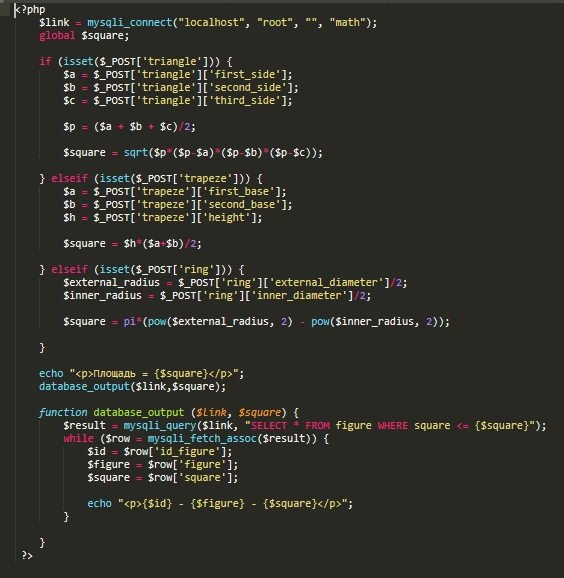 <?php
$link = mysqli_connect("localhost", "root", "", "math");
global $square;
if (isset($_POST['triangle'])) {
$a = $_POST['triangle']['first_side'];
$b = $_POST['triangle']['second_side'];
$c = $_POST['triangle']['third_side'];
$p = ($a + $b + $c)/2;
$square = sqrt($p*($p-$a)*($p-$b)*($p-$c));
} elseif (isset($_POST['trapeze'])) {
$a = $_POST['trapeze']['first_base'];
$b = $_POST['trapeze']['second_base'];
$h = $_POST['trapeze']['height'];
$square = $h*($a+$b)/2;
} elseif (isset($_POST['ring'])) {
$external_radius = $_POST['ring']['external_diameter']/2;
$inner_radius = $_POST['ring']['inner_diameter']/2;
$square = pi*(pow($external_radius, 2) - pow($inner_radius, 2));
}
echo "<p>Площадь = {$square}</p>";
database_output($link,$square);
function database_output ($link, $square) {
$result = mysqli_query($link, "SELECT * FROM figure WHERE square <= {$square}");
while ($row = mysqli_fetch_assoc($result)) {
$id = $row['id_figure'];
$figure = $row['figure'];
$square = $row['square'];
echo "<p>{$id} - {$figure} - {$square}</p>";
}
}
?>